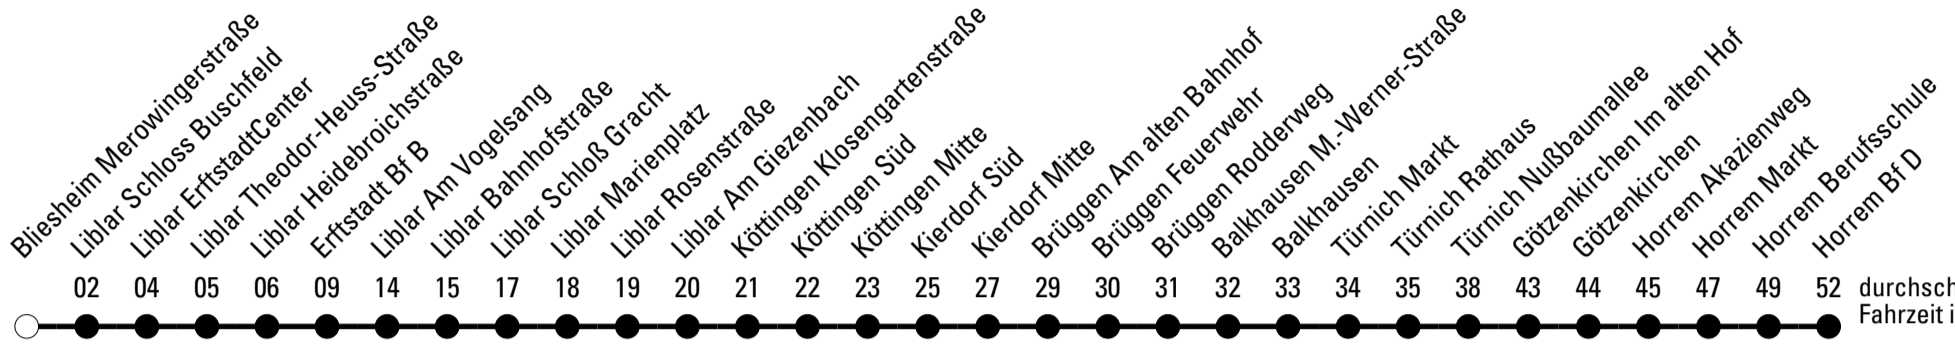 Bliesheim Merowingerstraße
Liblar Schloss Buschfeld
Liblar ErftstadtCenter
Liblar Theodor-Heuss-Straße
Liblar Heidebroichstraße
Erftstadt Bf B
Liblar Am Vogelsang
Liblar Bahnhofstraße
Liblar Schloß Gracht
Liblar Marienplatz
Liblar Rosenstraße
Liblar Am Giezenbach
Köttingen Klosengartenstraße
Köttingen Süd
Köttingen Mitte
Kierdorf Süd
Kierdorf Mitte
Brüggen Am alten Bahnhof
Brüggen Feuerwehr
Brüggen Rodderweg
Balkhausen M.-Werner-Straße
Balkhausen
Türnich Markt
Türnich Rathaus
Türnich Nußbaumallee
Götzenkirchen Im alten Hof
Götzenkirchen
Horrem Akazienweg
Horrem Markt
Horrem Berufsschule
Horrem Bf D
02 04 05 06 09 14 15 17 18 19 20 21 22 23 25 27 29 30 31 32 33 34 35 38 43 44 45 47 49 52 durchsch
Fahrzeit i